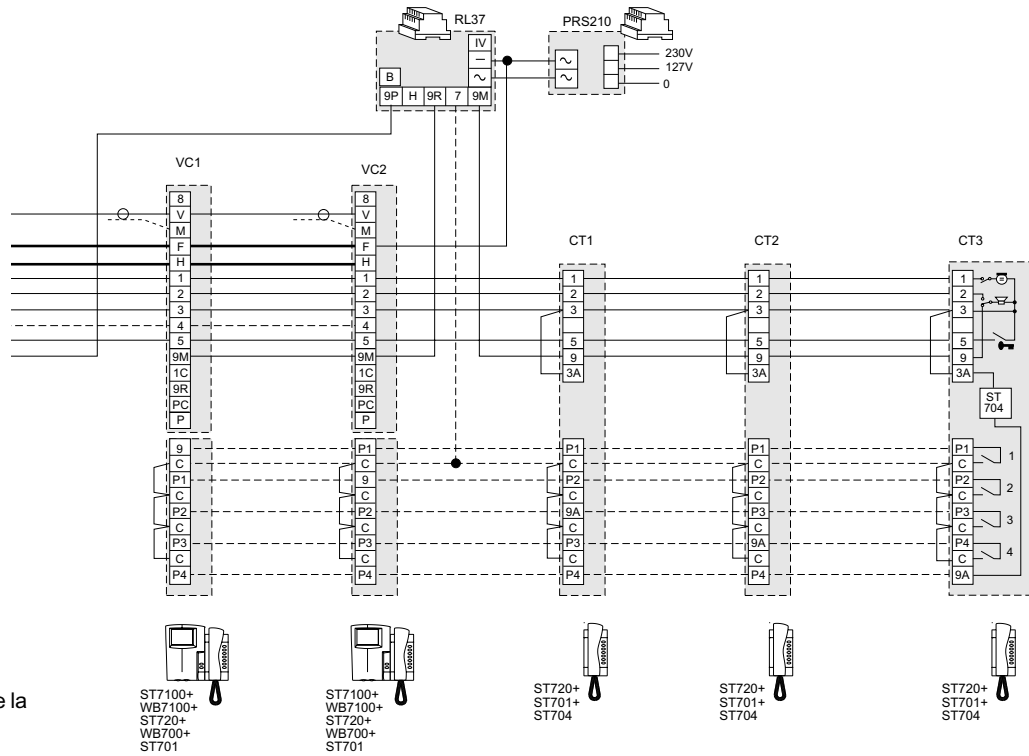 RL37
PRS210
IV
—
~
B
9P H 9R 7 9M
~
~
230V
127V
0
VC1
8
V
M
F
H
1
2
3
4
5
9M
1C
9R
PC
P
9
C
P1
C
P2
C
P3
C
P4
VC2
8
V
M
F
H
1
2
3
4
5
9M
1C
9R
PC
P
P1
C
9
C
P2
C
P3
C
P4
CT1
1
2
3
5
9
3A
P1
C
P2
C
9A
C
P3
C
P4
CT2
1
2
3
5
9
3A
P1
C
P2
C
P3
C
9A
C
P4
CT3
1
2
3
5
9
3A
ST
704
P1
C
P2
C
P3
C
P4
C
9A
1
2
3
4
e la
ST7100+
WB7100+
ST720+
WB700+
ST701
ST7100+
WB7100+
ST720+
WB700+
ST701
ST720+
ST701+
ST704
ST720+
ST701+
ST704
ST720+
ST701+
ST704